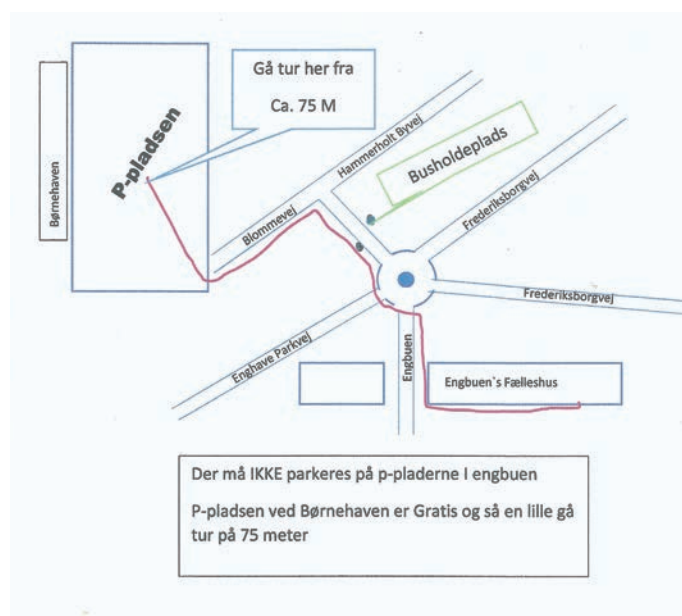 Gå tur her fra
Ca. 75 M
Børnehaven
P-pladsen
Hammerholt Byvej
Busholdeplads
Blommevej
Frederiksborgvej
Frederiksborgvej
Enghave Parkvej
Engbuen
Engbuen`s Fælleshus
Der må IKKE parkeres på p-pladerne I engbuen
P-pladsen ved Børnehaven er Gratis og så en lille gå
tur på 75 meter